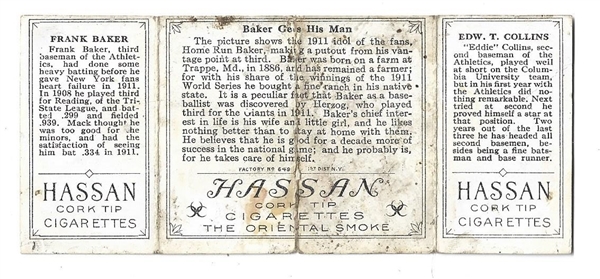 FRANK BAKER
Frank Baker, third
baseman of the Athlet-
ics, had done some
heavy batting before he
gave New York fans
heart failure in 1911.
In 1908 he played third
for Reading, of the Tri-
State League, and bat-
ted .299 and fielded
.939. Mack thought he
was too good for the
minors, and had the
satisfaction of seeing
him bat .334 in 1911.
HASSAN
CORK TIP
CIGARETTES
Baker Gets His Man
The picture shows the 1911 idol of the fans,
Home Run Baker, making a putout from his van-
tage point at third. Baker was born on a farm at
Trappe, Md., in 1886, and has remained a farmer;
for with his share of the winnings of the 1911
World Series he bought a fine ranch in his native
state. It is a peculiar fact that Baker as a base-
ballist was discovered by Herzog, who played
third for the Giants in 1911. Baker's chief inter-
est in life is his wife and little girl, and he likes
nothing better than to stay at home with them.
He believes that he is good for a decade more of
success in the national game; and he probably is,
for he takes care of himself.
FACTORY No 649 1ST DIST. N.Y.
HASSAN
CORK TIP
CIGARETTES
THE ORIENTAL SMOKE
EDW. T. COLLINS
"Eddie" Collins, sec-
ond baseman of the
Athletics, played well
at short on the Colum-
bia University team,
but in his first year with
the Athletics did no-
thing remarkable. Next
tried at second he
proved himself a star at
that position. Two
years out of the last
three he has headed all
second basemen, be-
sides being a fine bats-
man and base runner.
HASSAN
CORK TIP
CIGARETTES